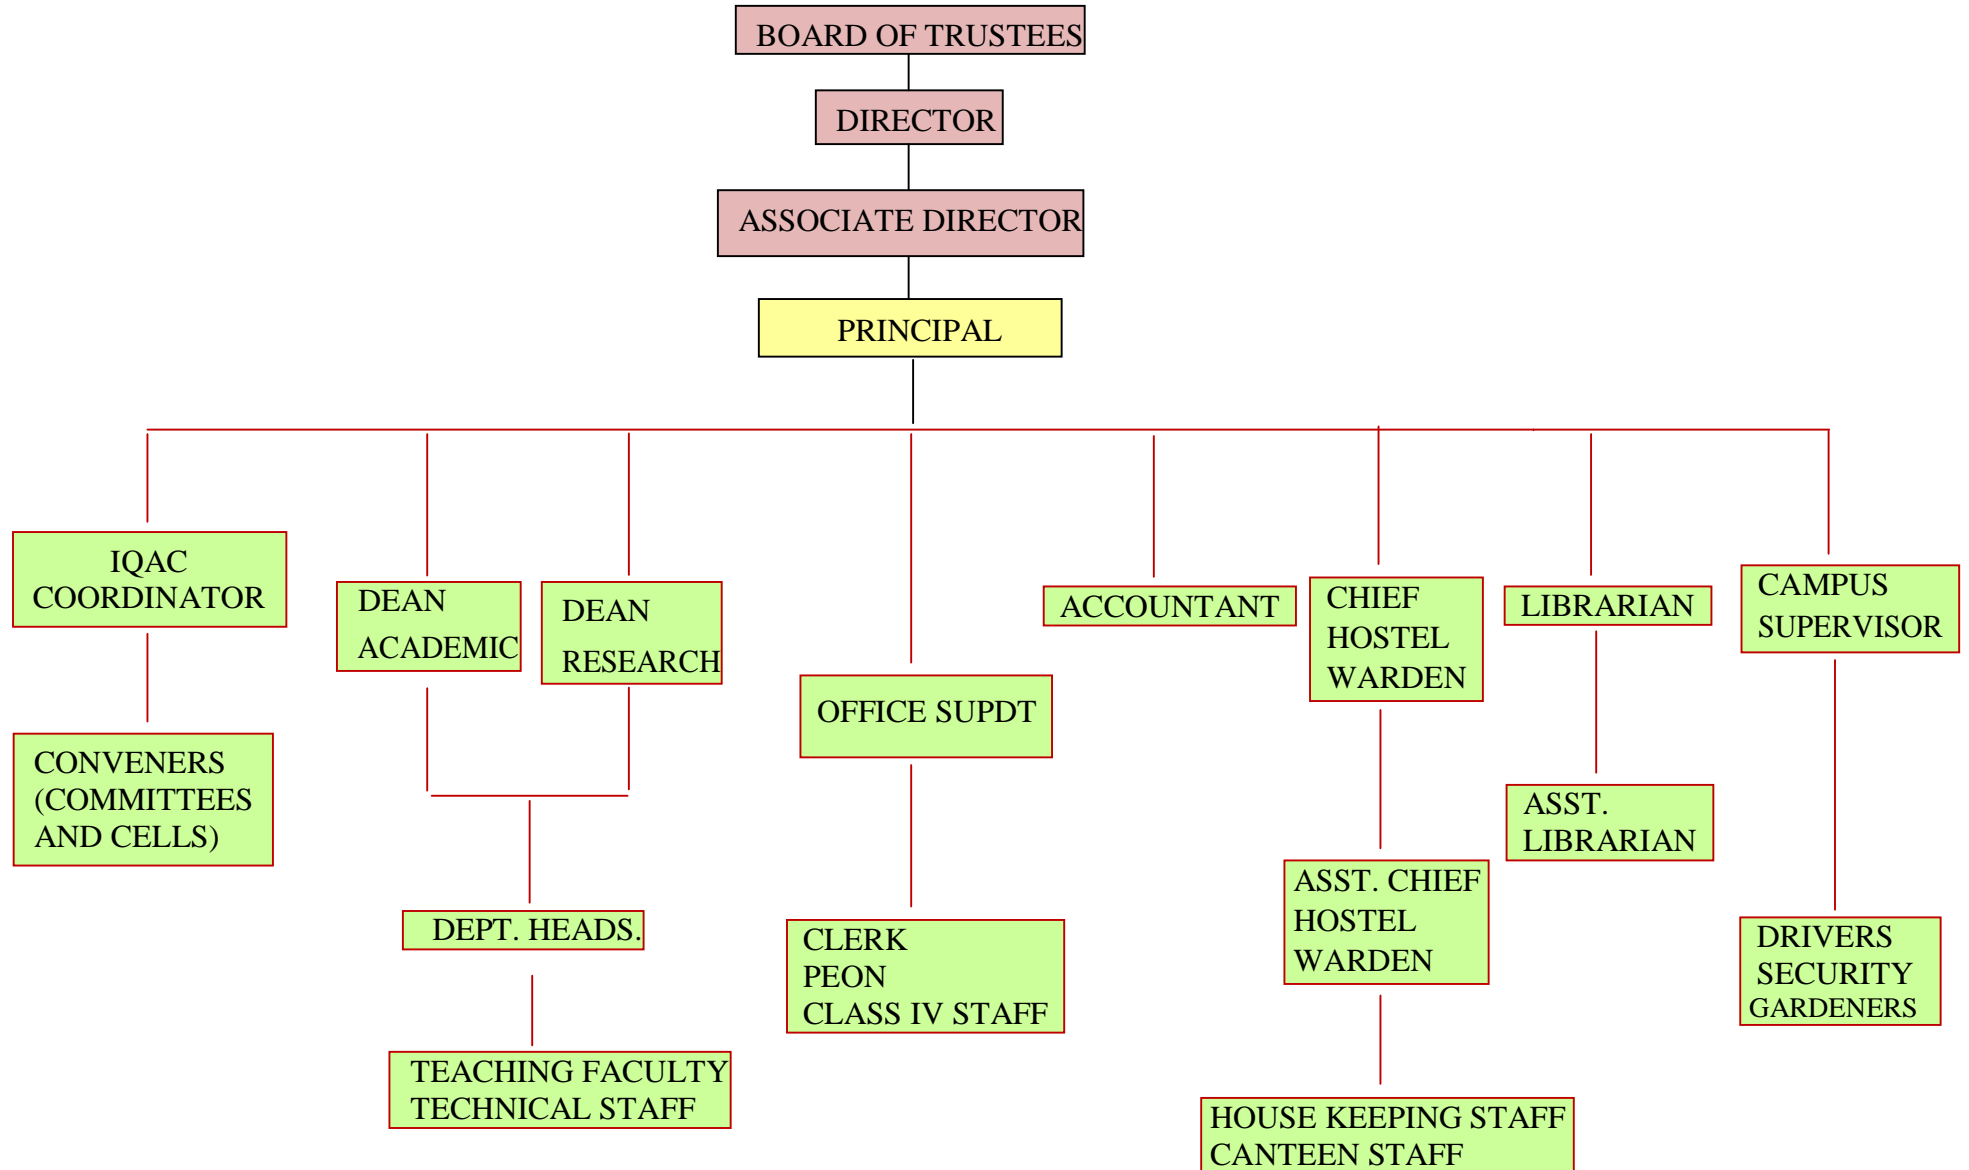 BOARD OF TRUSTEES
DIRECTOR
ASSOCIATE DIRECTOR
PRINCIPAL
IQAC
COORDINATOR
DEAN
ACADEMIC
DEAN
RESEARCH
OFFICE SUPDT
ACCOUNTANT
CHIEF
HOSTEL
WARDEN
LIBRARIAN
CAMPUS
SUPERVISOR
CONVENERS
(COMMITTEES
AND CELLS)
DEPT. HEADS.
TEACHING FACULTY
TECHNICAL STAFF
CLERK
PEON
CLASS IV STAFF
ASST. CHIEF
HOSTEL
WARDEN
HOUSE KEEPING STAFF
CANTEEN STAFF
ASST.
LIBRARIAN
DRIVERS
SECURITY
GARDENERS